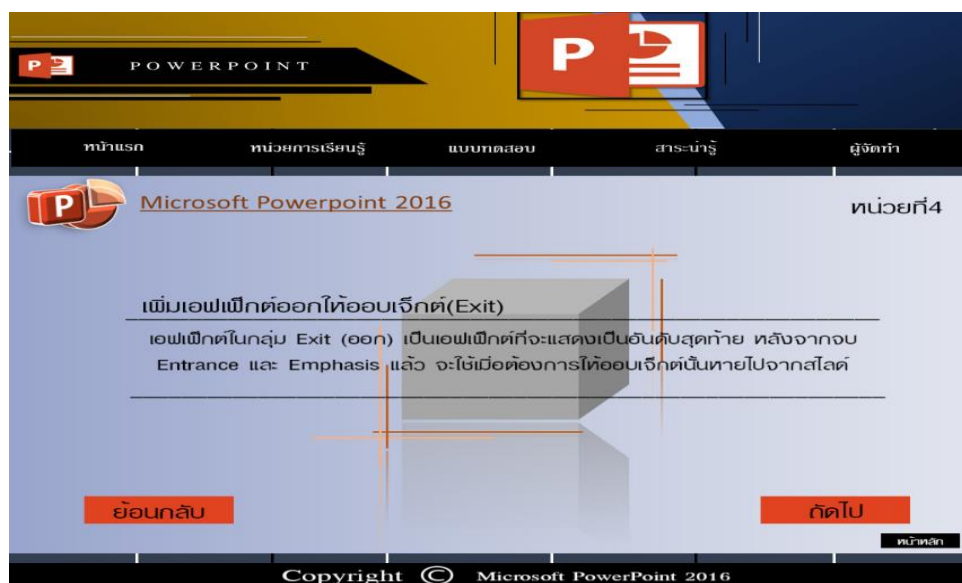 POWERPOINT
หน้าแรก หน่วยการเรียนรู้ แบบทดสอบ สาระน่ารู้ ผู้จัดทำ
Microsoft Powerpoint 2016
หน่วยที่4
เพิ่มเอฟเฟ็กต์ออกให้ออบเจ็กต์(Exit)
เอฟเฟ็กต์ในกลุ่ม Exit (ออก) เป็นเอฟเฟ็กต์ที่จะแสดงเป็นอันดับสุดท้าย หลังจากจบ
Entrance และ Emphasis แล้ว จะใช้เมื่อต้องการให้ออบเจ็กต์นั้นหายไปจากสไลด์
ย้อนกลับ ถัดไป
หน้าหลัก
Copyright © Microsoft PowerPoint 2016